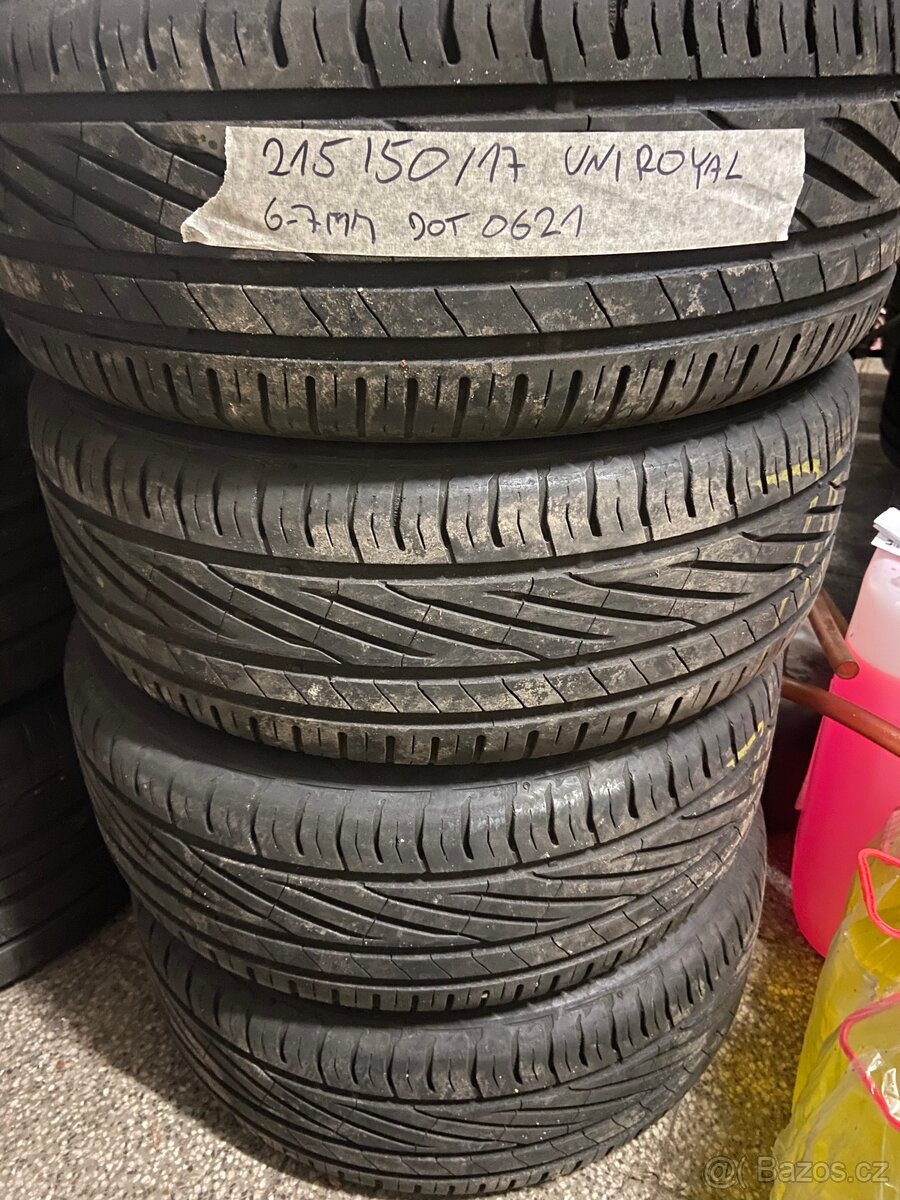 215/50/17 UNIROYAL
6-7MM DOT 0621
@ Bazos.cz